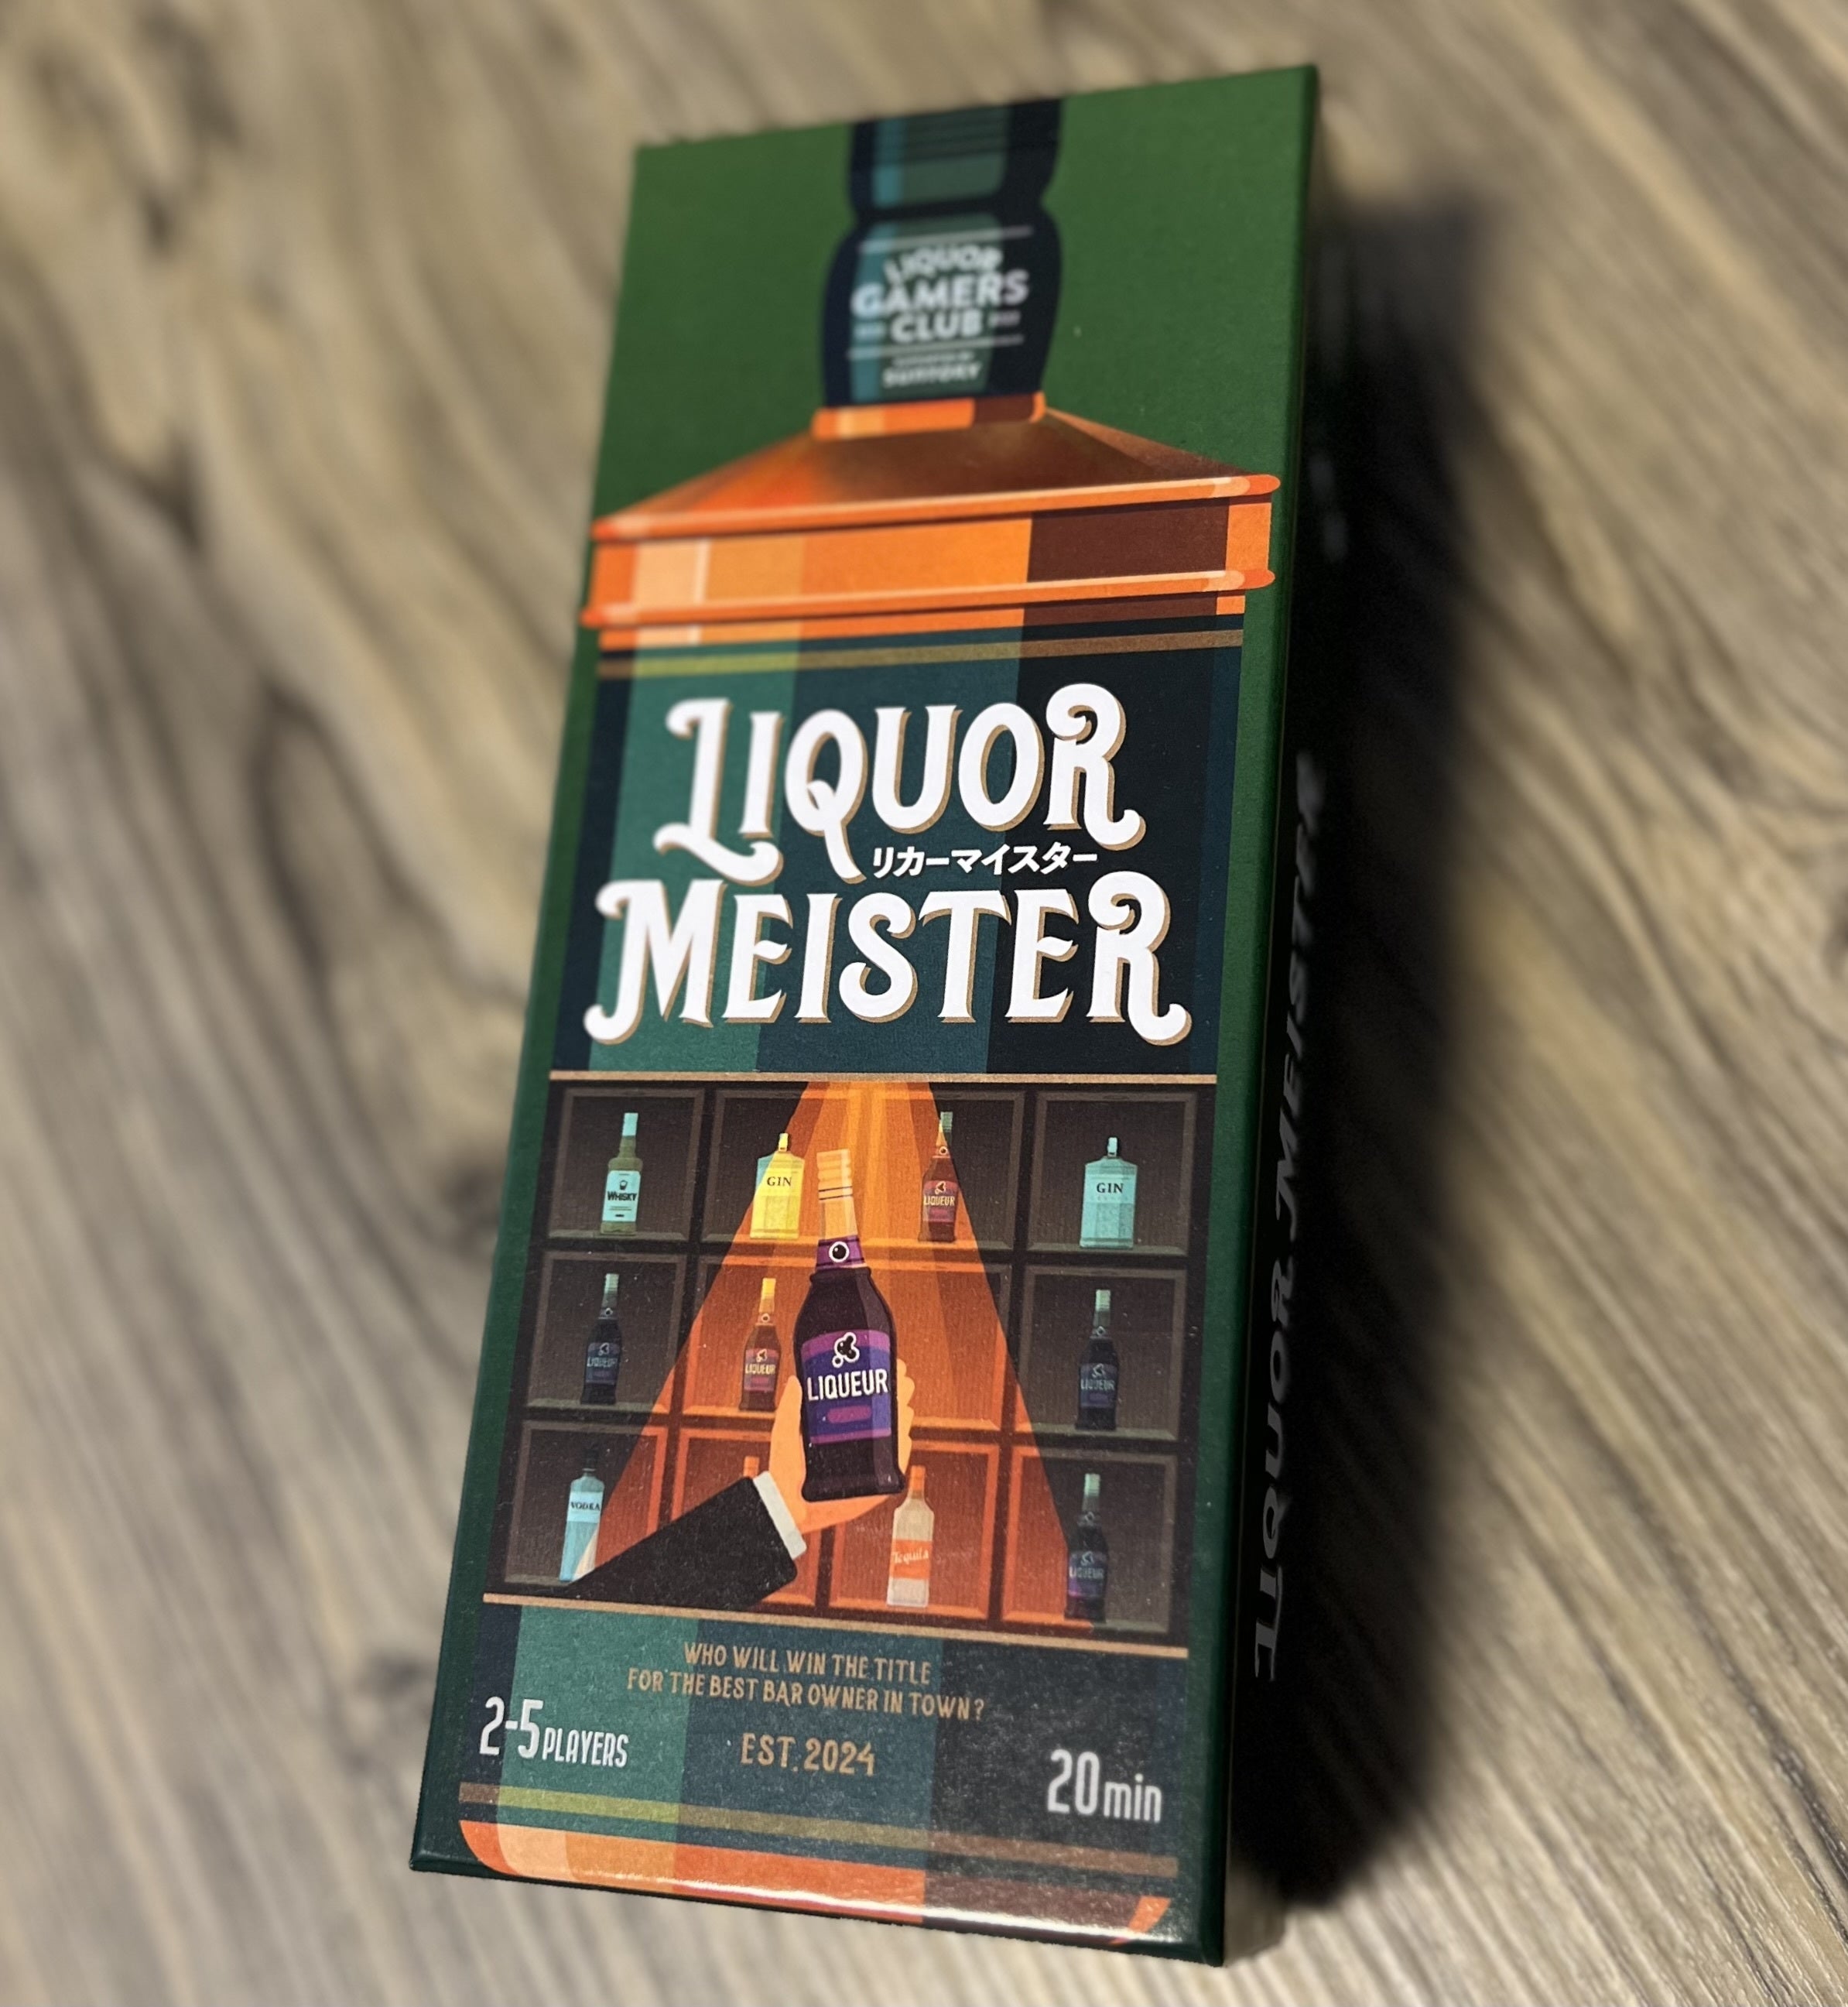 LIQUOR
GAMERS
CLUB
SUNTORY
LIQUOR
リカーマイスター
MEISTER
WHISKY
GIN
LIQUEUR
GIN
LIQUEUR
LIQUEUR
LIQUEUR
LIQUEUR
VODKA
Tequila
LIQUEUR
WHO WILL WIN THE TITLE
FOR THE BEST BAR OWNER IN TOWN?
2-5 PLAYERS
EST. 2024
20min
LIQUOR MEISTER